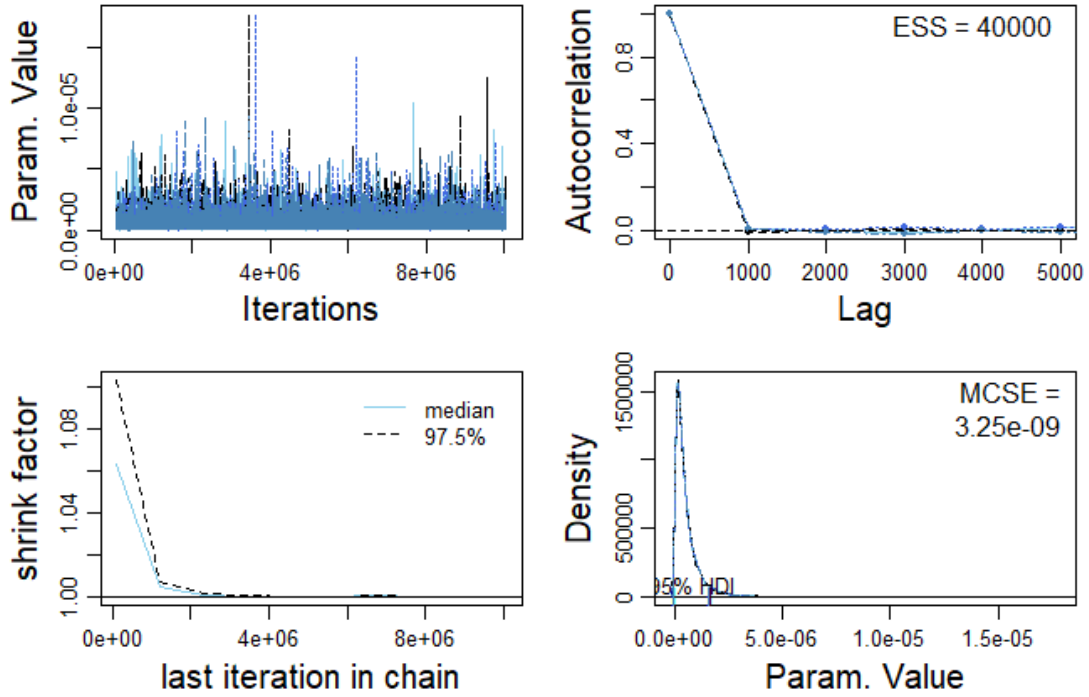 Param. Value
0.0e+00 1.0e-05
0e+00 4e+06 8e+06
Iterations
Autocorrelation
0.0 0.4 0.8
ESS = 40000
0 1000 2000 3000 4000 5000
Lag
shrink factor
1.00 1.04 1.08
median
97.5%
0e+00 4e+06 8e+06
last iteration in chain
Density
0 500000 1500000
MCSE =
3.25e-09
95% HDI
0.0e+00 5.0e-06 1.0e-05 1.5e-05
Param. Value